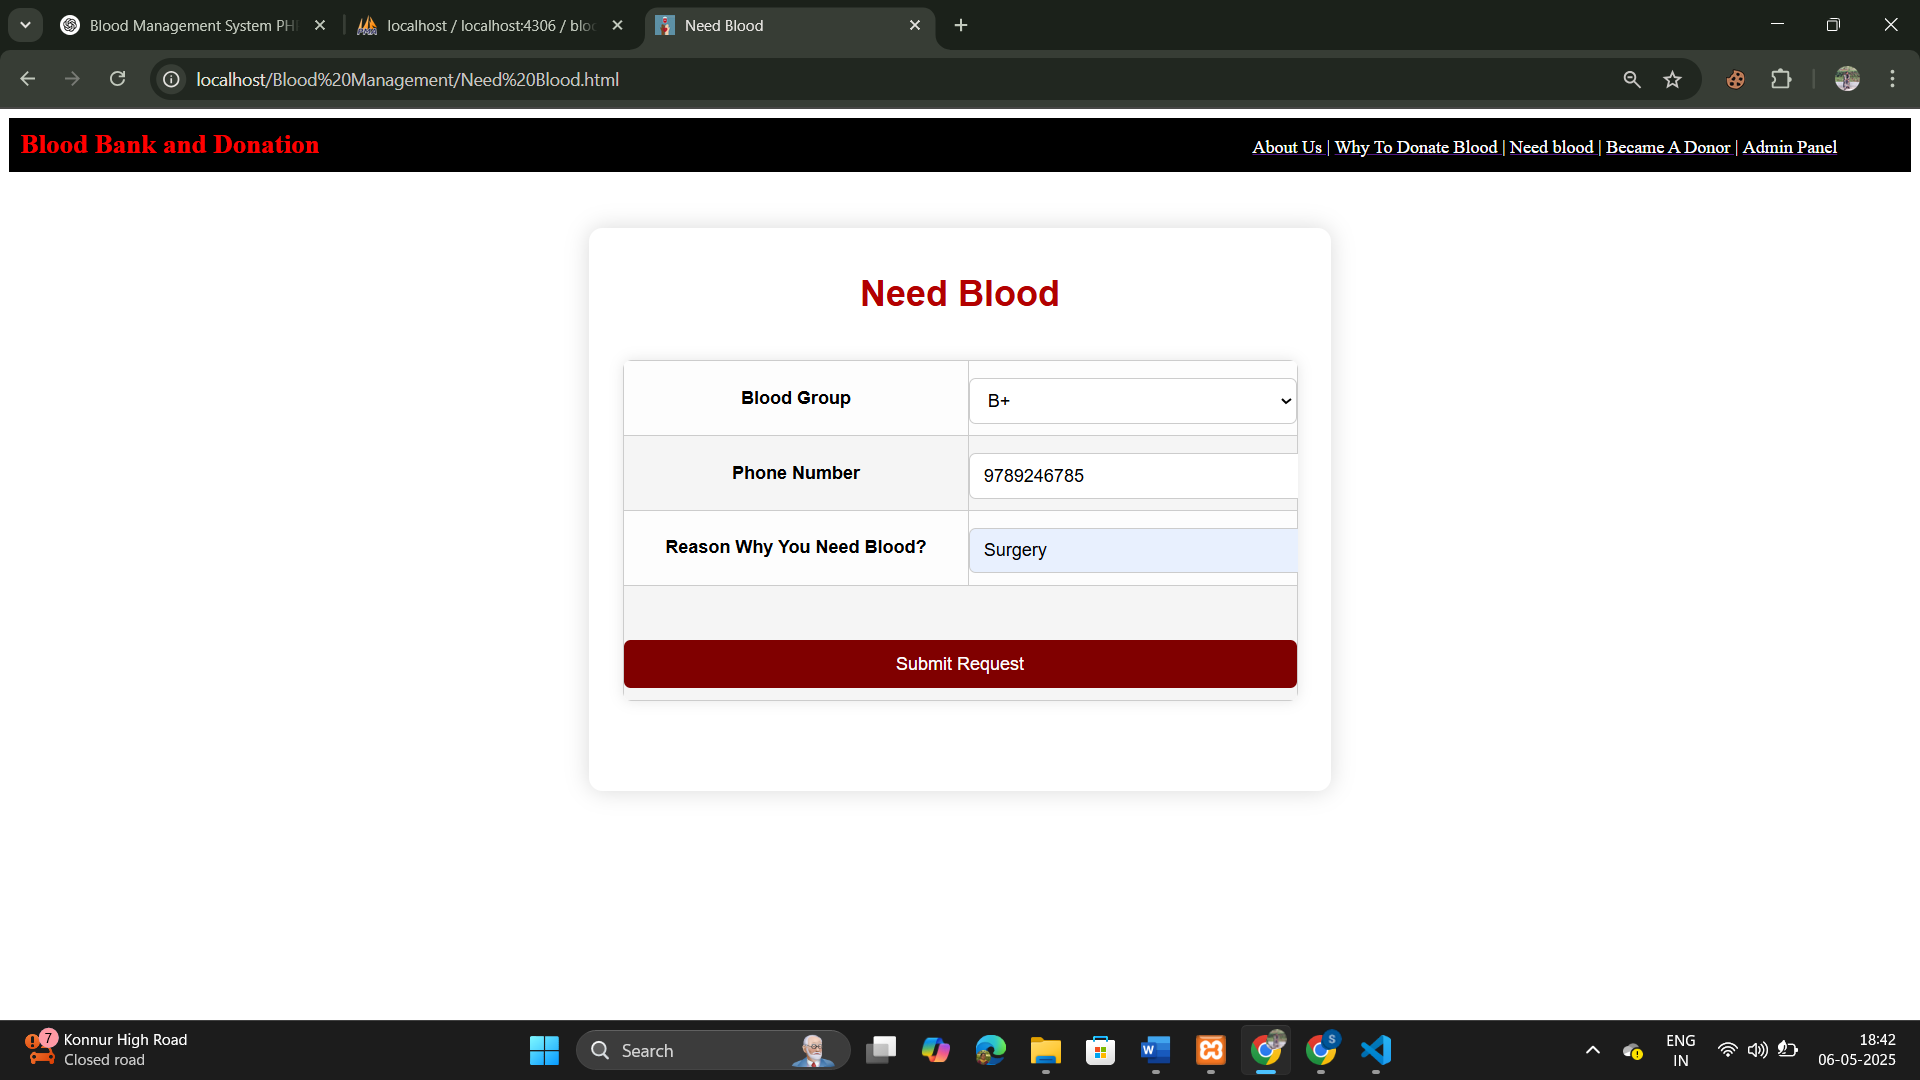 Blood Management System PH
localhost / localhost:4306 / bloo
Need Blood
localhost/Blood%20Management/Need%20Blood.html
Blood Bank and Donation
About Us | Why To Donate Blood | Need blood | Became A Donor | Admin Panel
Need Blood
Blood Group
B+
Phone Number
9789246785
Reason Why You Need Blood?
Surgery
Submit Request
7
Konnur High Road
Closed road
Search
W
S
ENG
IN
18:42
06-05-2025